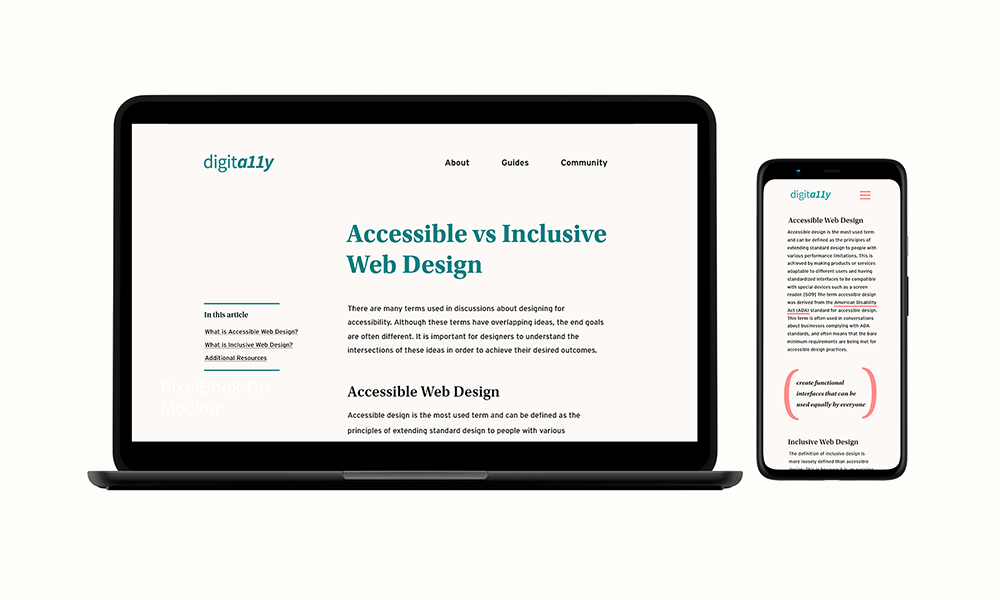 digita11y
About Guides Community
Accessible vs Inclusive
Web Design
In this article
What is Accessible Web Design?
What is Inclusive Web Design?
Additional Resources
PixelBook Go
Mockup
There are many terms used in discussions about designing for
accessibility. Although these terms have overlapping ideas, the end goals
are often different. It is important for designers to understand the
intersections of these ideas in order to achieve their desired outcomes.
Accessible Web Design
Accessible design is the most used term and can be defined as the
principles of extending standard design to people with various
digita11y
Accessible Web Design
Accessible design is the most used term
and can be defined as the principles of
extending standard design to people with
various performance limitations. This is
achieved by making products or services
adaptable to different users and having
standardized interfaces to be compatible
with special devices such as a screen
reader. (509) The term accessible design
was derived from the American Disability
Act (ADA) standard for accessible design.
This term is often used in conversations
about businesses complying with ADA
standards, and often means that the bare
minimum requirements are being met for
accessible design practices.
create functional
interfaces that can be
used equally by everyone
Inclusive Web Design
The definition of inclusive design is
more loosely defined than accessible